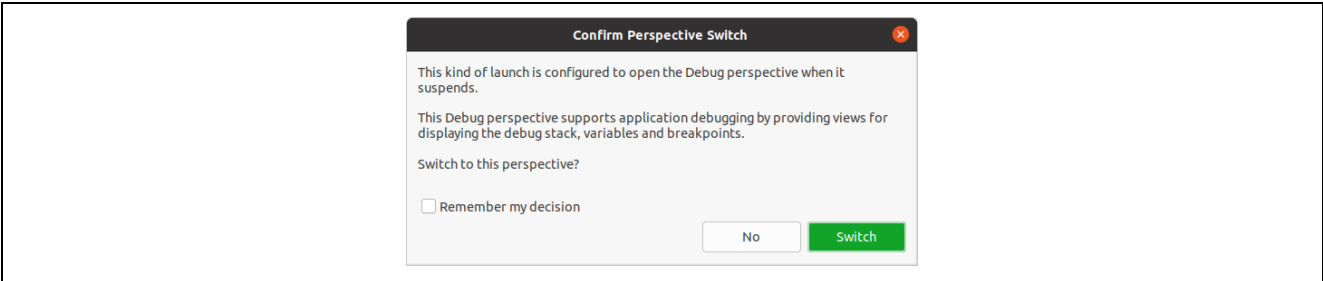 Confirm Perspective Switch
This kind of launch is configured to open the Debug perspective when it
suspends.
This Debug perspective supports application debugging by providing views for
displaying the debug stack, variables and breakpoints.
Switch to this perspective?
Remember my decision
No
Switch